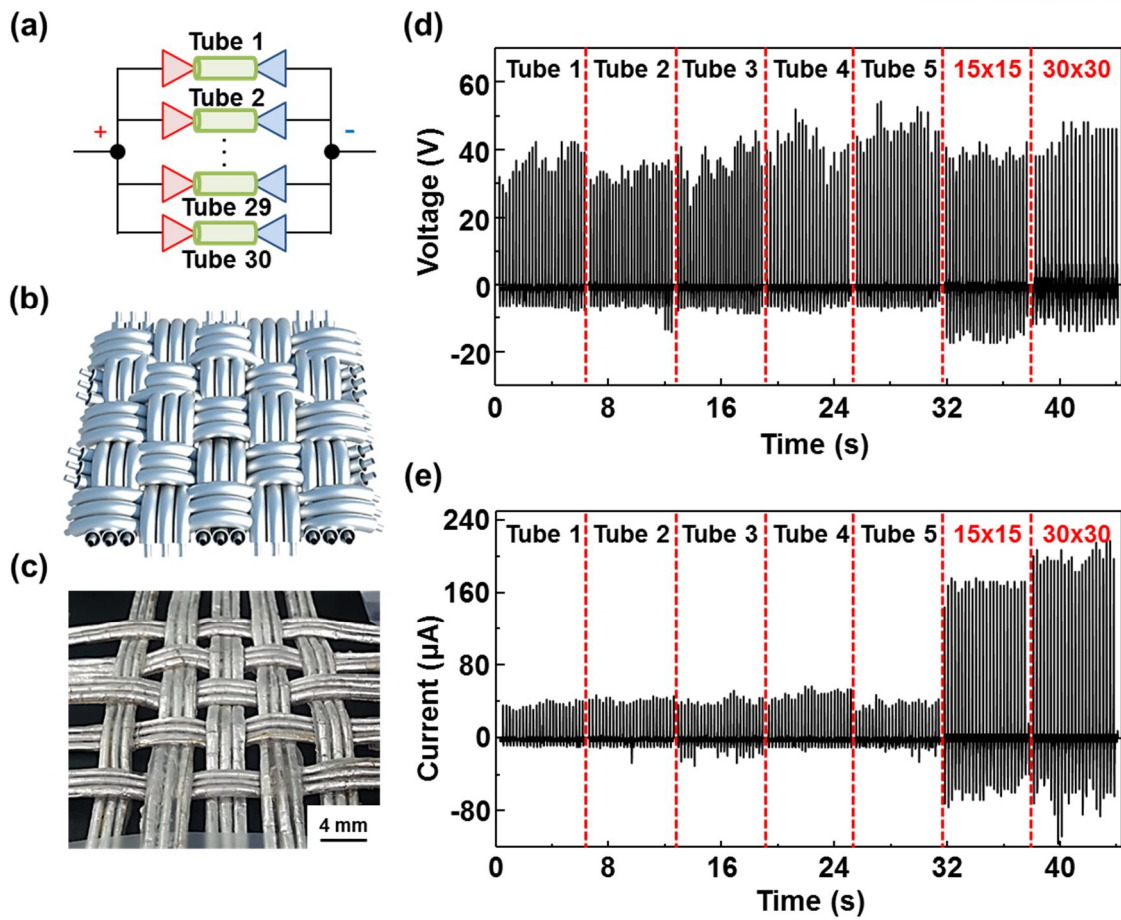 (a)
Tube 1
Tube 2
+
-
⋮
Tube 29
Tube 30
(b)
(c)
4 mm
(d)
Voltage (V)
60
40
20
0
-20
Tube 1 Tube 2 Tube 3 Tube 4 Tube 5 15x15 30x30
0 8 16 24 32 40
Time (s)
(e)
Current (μA)
240
160
80
0
-80
Tube 1 Tube 2 Tube 3 Tube 4 Tube 5 15x15 30x30
0 8 16 24 32 40
Time (s)